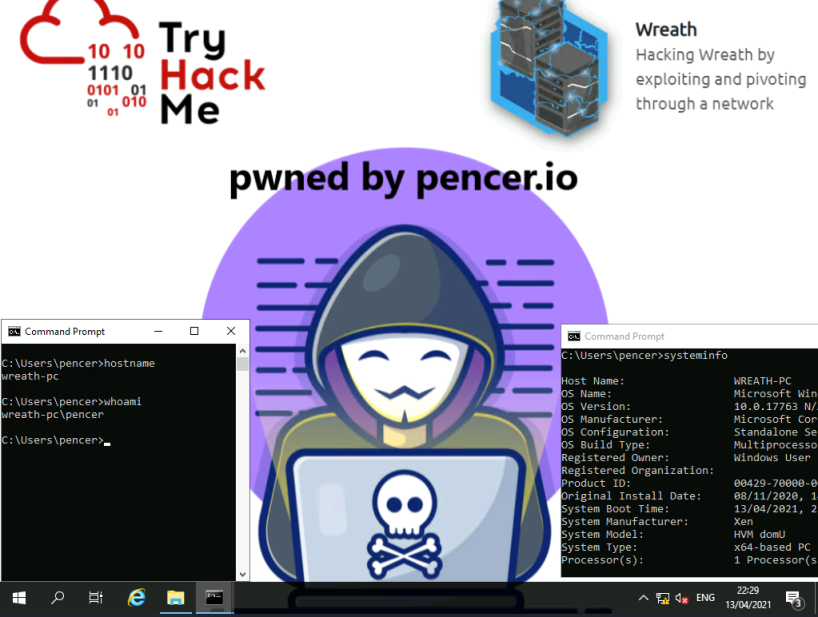 10 10
1110
0101 01
01 010
01
Try
Hack
Me
Wreath
Hacking Wreath by
exploiting and pivoting
through a network
pwned by pencer.io
Command Prompt
C:\Users\pencer>hostname
wreath-pc
C:\Users\pencer>whoami
wreath-pc\pencer
C:\Users\pencer>
Command Prompt
C:\Users\pencer>systeminfo
Host Name: WREATH-PC
OS Name: Microsoft Win
OS Version: 10.0.17763 N/
OS Manufacturer: Microsoft Cor
OS Configuration: Standalone Se
OS Build Type: Multiprocesso
Registered Owner: Windows User
Registered Organization:
Product ID: 00429-70000-0
Original Install Date: 08/11/2020, 1
System Boot Time: 13/04/2021, 2
System Manufacturer: Xen
System Model: HVM domU
System Type: x64-based PC
Processor(s): 1 Processor(s
ENG
22:29
13/04/2021
3